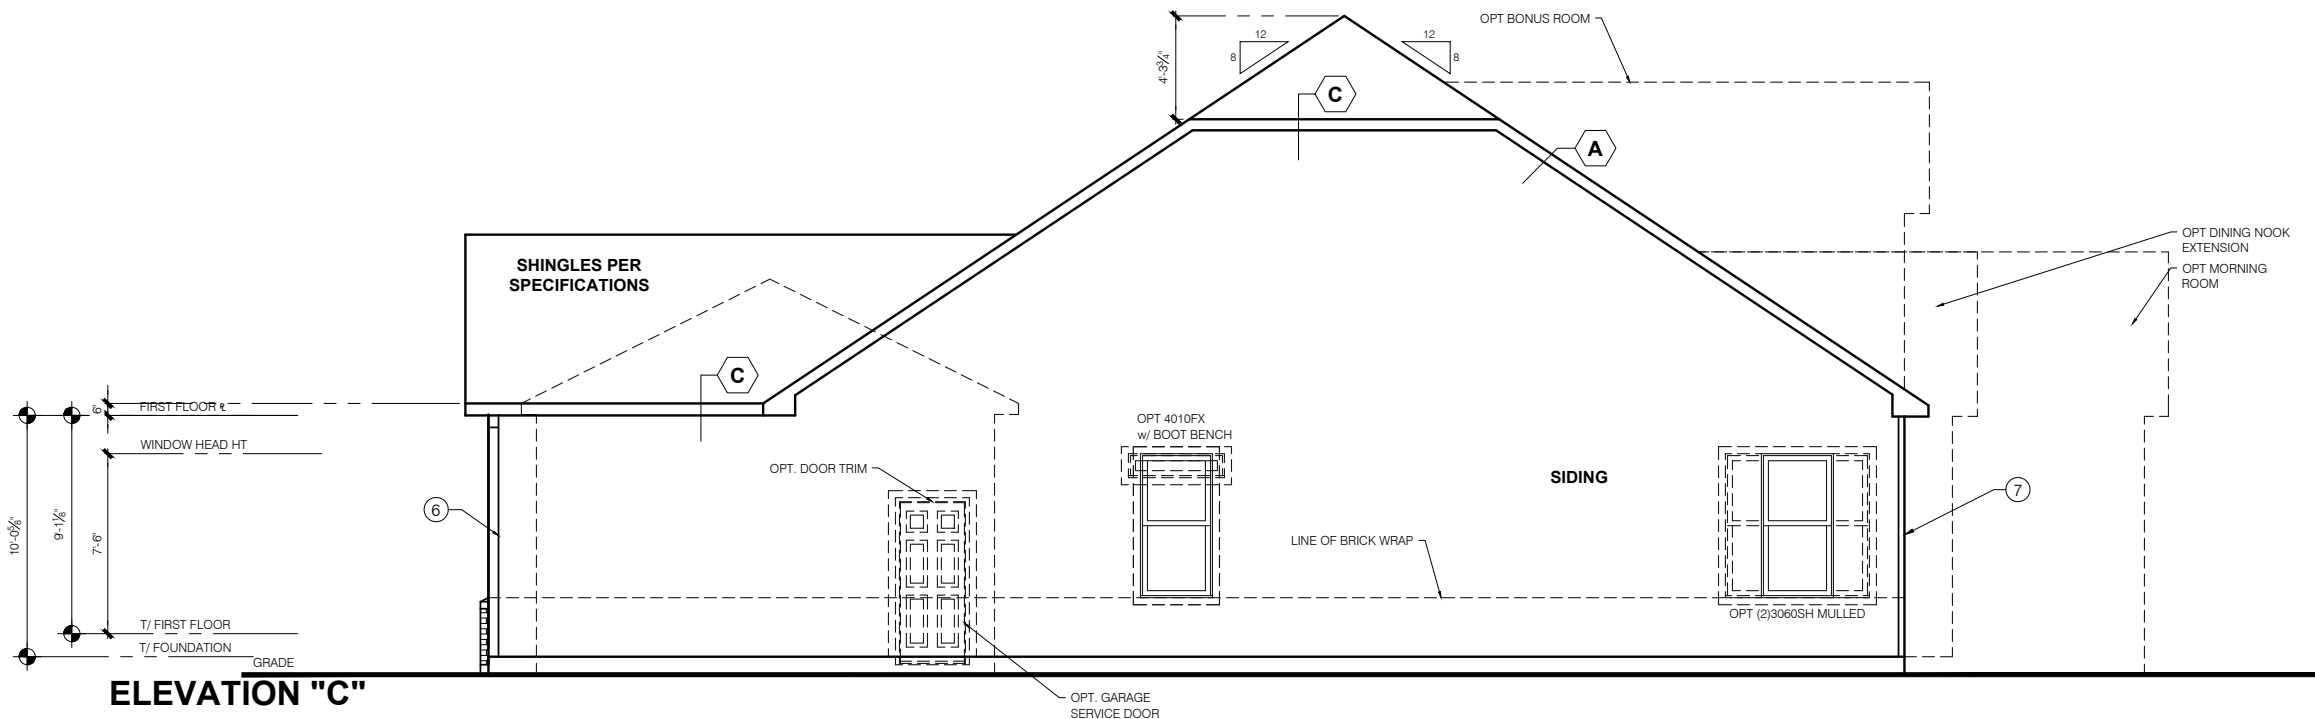 OPT BONUS ROOM
12
8
12
8
4'-3¾"
C
A
SHINGLES PER
SPECIFICATIONS
OPT DINING NOOK
EXTENSION
OPT MORNING
ROOM
C
6"
FIRST FLOOR ℄
WINDOW HEAD HT
OPT 4010FX
w/ BOOT BENCH
OPT. DOOR TRIM
SIDING
6
7
10'-0⅝"
9'-1⅛"
7'-6"
LINE OF BRICK WRAP
OPT (2)3060SH MULLED
T/ FIRST FLOOR
T/ FOUNDATION
GRADE
ELEVATION "C"
OPT. GARAGE
SERVICE DOOR